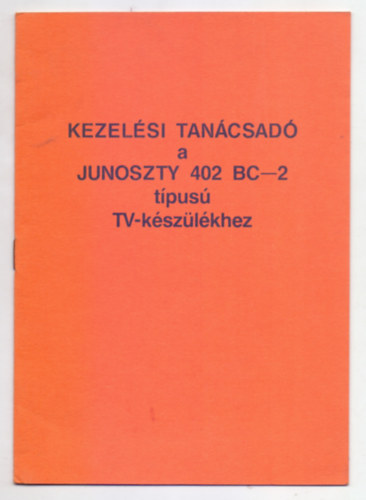 KEZELÉSI TANÁCSADÓ
a
JUNOSZTY 402 BC—2
típusú
TV-készülékhez